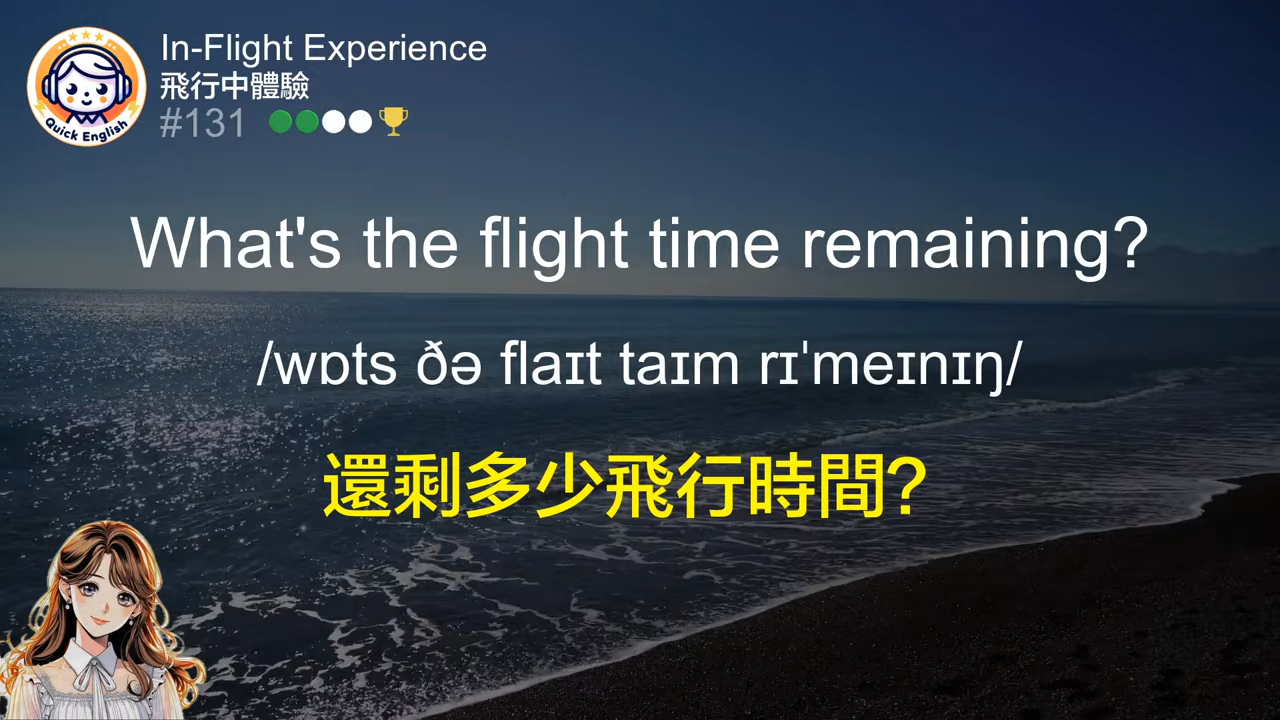 Quick English
In-Flight Experience
飛行中體驗
#131
What's the flight time remaining?
/wɒts ðə flaɪt taɪm rɪˈmeɪnɪŋ/
還剩多少飛行時間?